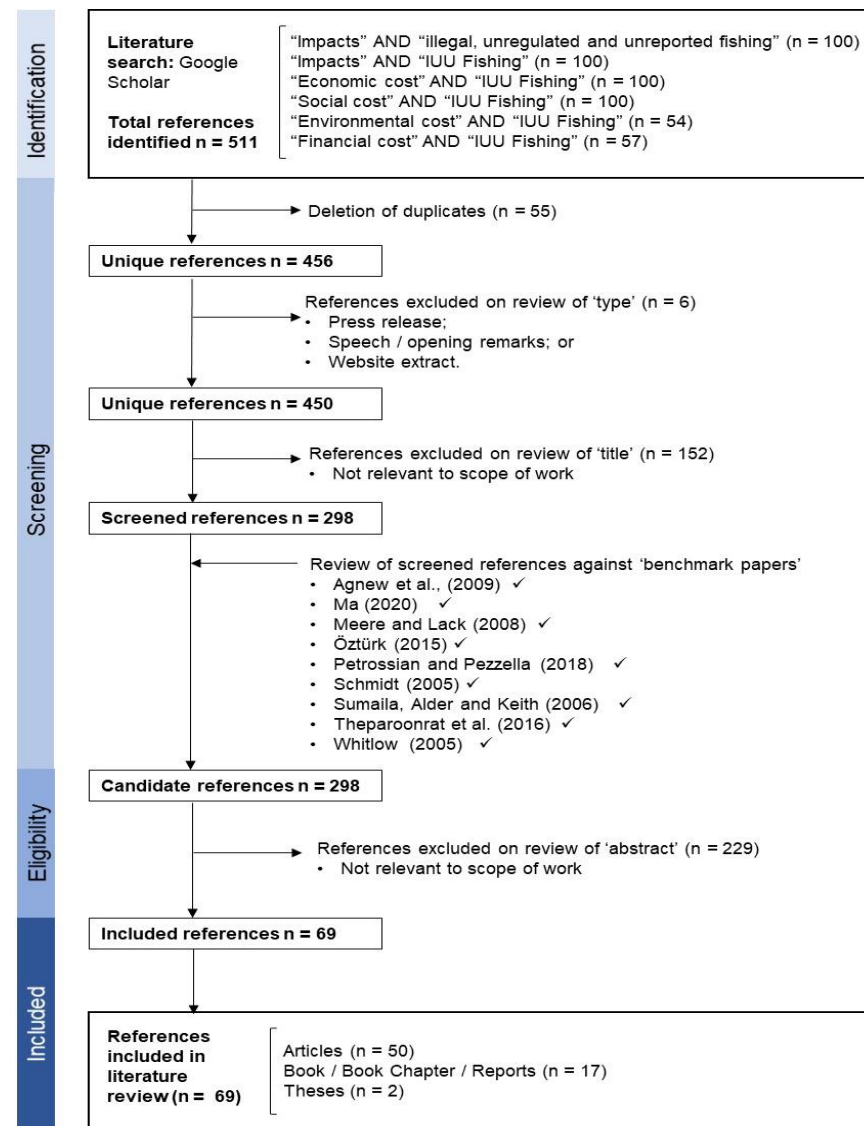 Identification
Literature
search: Google
Scholar
Total references
identified n = 511
“Impacts” AND “illegal, unregulated and unreported fishing” (n = 100)
“Impacts” AND “IUU Fishing” (n = 100)
“Economic cost” AND “IUU Fishing” (n = 100)
“Social cost” AND “IUU Fishing” (n = 100)
“Environmental cost” AND “IUU Fishing” (n = 54)
“Financial cost” AND “IUU Fishing” (n = 57)
Screening
Deletion of duplicates (n = 55)
Unique references n = 456
References excluded on review of ‘type’ (n = 6)
• Press release;
• Speech / opening remarks; or
• Website extract.
Unique references n = 450
References excluded on review of ‘title’ (n = 152)
• Not relevant to scope of work
Screened references n = 298
Review of screened references against ‘benchmark papers’
• Agnew et al., (2009) ✓
• Ma (2020) ✓
• Meere and Lack (2008) ✓
• Öztürk (2015) ✓
• Petrossian and Pezzella (2018) ✓
• Schmidt (2005) ✓
• Sumaila, Alder and Keith (2006) ✓
• Theparoonrat et al. (2016) ✓
• Whitlow (2005) ✓
Candidate references n = 298
Eligibility
References excluded on review of ‘abstract’ (n = 229)
• Not relevant to scope of work
Included references n = 69
Included
References
included in
literature
review (n = 69)
Articles (n = 50)
Book / Book Chapter / Reports (n = 17)
Theses (n = 2)